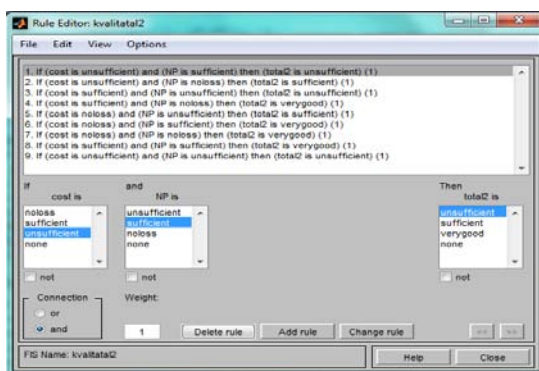 Rule Editor: kvalitatal2
File Edit View Options
1. If (cost is unsufficient) and (NP is sufficient) then (total2 is unsufficient) (1)
2. If (cost is unsufficient) and (NP is noloss) then (total2 is sufficient) (1)
3. If (cost is sufficient) and (NP is unsufficient) then (total2 is unsufficient) (1)
4. If (cost is sufficient) and (NP is noloss) then (total2 is verygood) (1)
5. If (cost is noloss) and (NP is unsufficient) then (total2 is sufficient) (1)
6. If (cost is noloss) and (NP is sufficient) then (total2 is verygood) (1)
7. If (cost is noloss) and (NP is noloss) then (total2 is verygood) (1)
8. If (cost is sufficient) and (NP is sufficient) then (total2 is verygood) (1)
9. If (cost is unsufficient) and (NP is unsufficient) then (total2 is unsufficient) (1)
If and Then
cost is NP is total2 is
noloss unsufficient unsufficient
sufficient sufficient sufficient
unsufficient noloss verygood
none none none
not not not
Connection Weight:
or
and 1 Delete rule Add rule Change rule << >>
FIS Name: kvalitatal2 Help Close